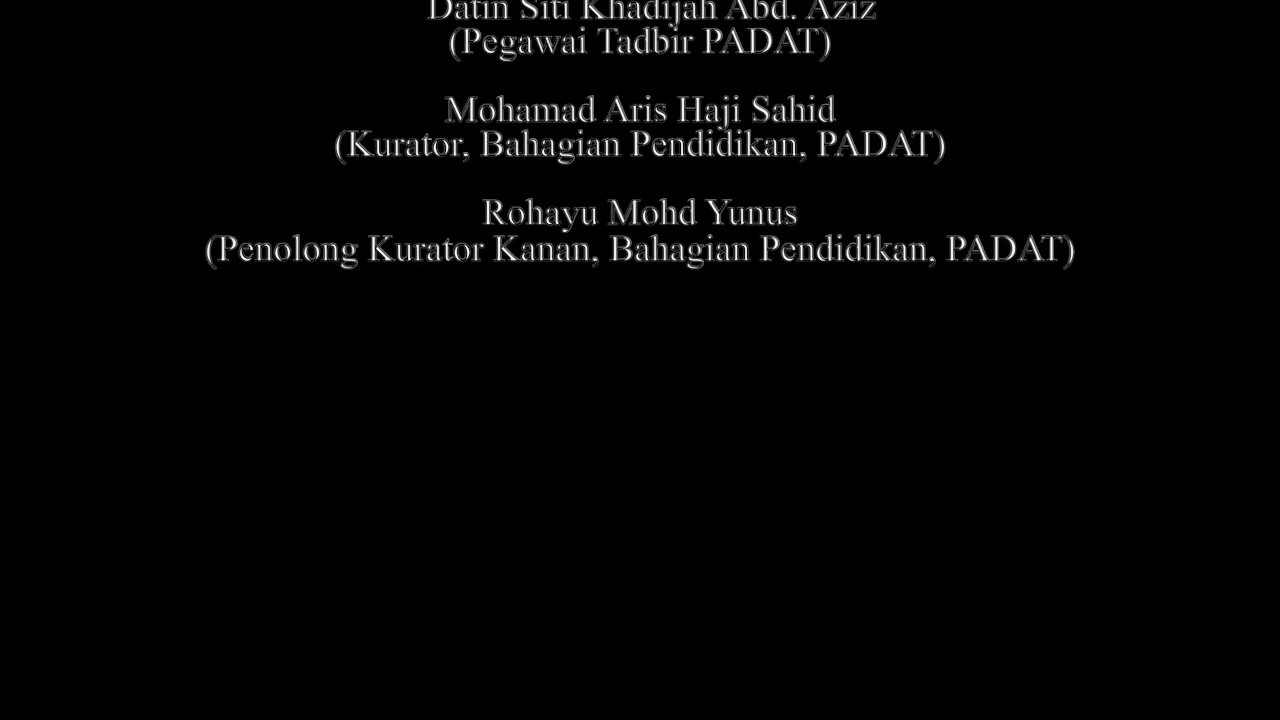 Datin Siti Khadijah Abd. Aziz
(Pegawai Tadbir PADAT)
Mohamad Aris Haji Sahid
(Kurator, Bahagian Pendidikan, PADAT)
Rohayu Mohd Yunus
(Penolong Kurator Kanan, Bahagian Pendidikan, PADAT)